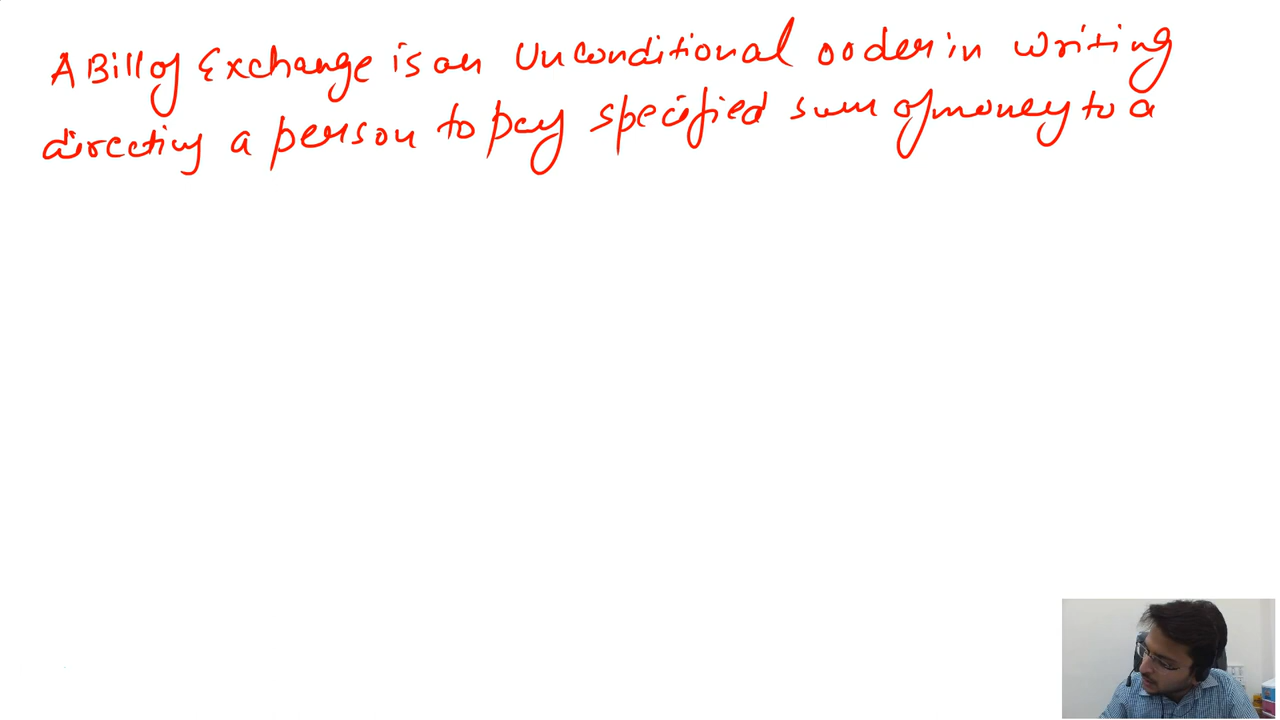 A Bill of Exchange is an Unconditional order in writing
directing a person to pay specified sum of money to a